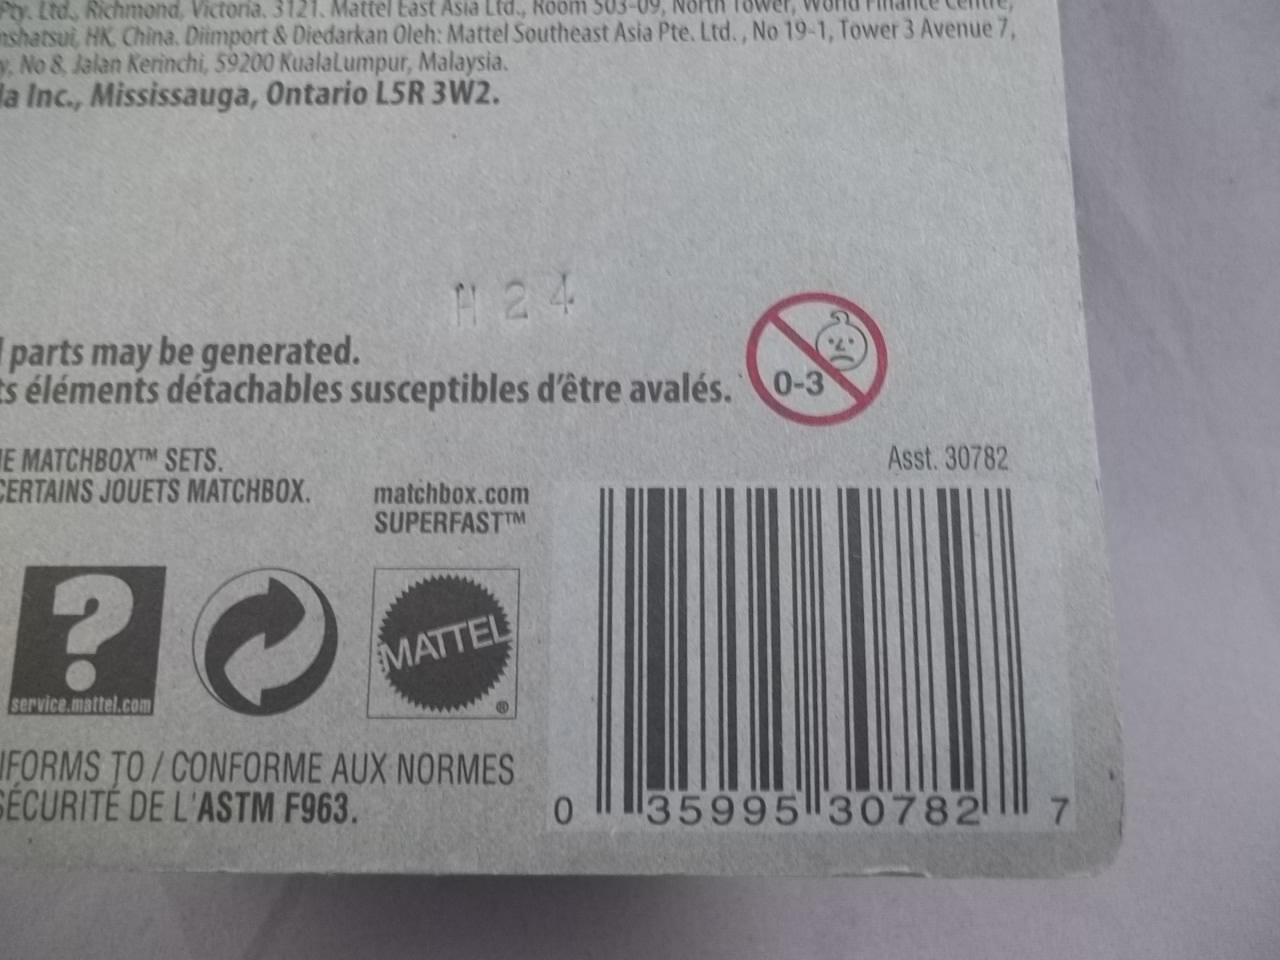 Pty. Ltd., Richmond, Victoria. 3121. Mattel East Asia Ltd., Room 503-09, North Tower, World Finance Centre,
nshatsui, HK, China. Diimport & Diedarkan Oleh: Mattel Southeast Asia Pte. Ltd. , No 19-1, Tower 3 Avenue 7,
y, No 8, Jalan Kerinchi, 59200 KualaLumpur, Malaysia.
la Inc., Mississauga, Ontario L5R 3W2.
H 2 4
parts may be generated.
ts éléments détachables susceptibles d'être avalés.
0-3
E MATCHBOX™ SETS.
CERTAINS JOUETS MATCHBOX.
matchbox.com
SUPERFAST™
Asst. 30782
?
service.mattel.com
MATTEL
®
IFORMS TO / CONFORME AUX NORMES
SÉCURITÉ DE L'ASTM F963.
0 35995 30782 7